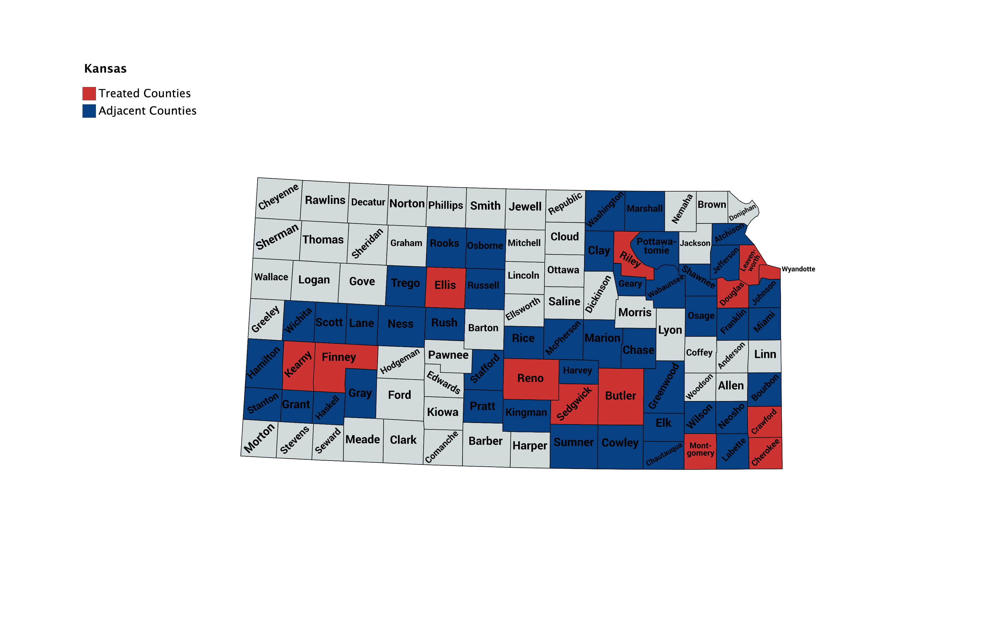 Kansas
Treated Counties
Adjacent Counties
Cheyenne
Rawlins
Decatur
Norton
Phillips
Smith
Jewell
Republic
Washington
Marshall
Nemaha
Brown
Doniphan
Sherman
Thomas
Sheridan
Graham
Rooks
Osborne
Mitchell
Cloud
Clay
Riley
Pottawa-
tomie
Jackson
Atchison
Jefferson
Leaven-
worth
Wyandotte
Wallace
Logan
Gove
Trego
Ellis
Russell
Lincoln
Ottawa
Saline
Dickinson
Geary
Wabaunsee
Shawnee
Douglas
Johnson
Greeley
Wichita
Scott
Lane
Ness
Rush
Barton
Ellsworth
Rice
McPherson
Marion
Morris
Chase
Lyon
Osage
Franklin
Miami
Hamilton
Kearny
Finney
Hodgeman
Pawnee
Edwards
Stafford
Reno
Harvey
Sedgwick
Butler
Greenwood
Coffey
Anderson
Linn
Woodson
Allen
Bourbon
Stanton
Grant
Haskell
Gray
Ford
Kiowa
Pratt
Kingman
Elk
Wilson
Neosho
Crawford
Morton
Stevens
Seward
Meade
Clark
Comanche
Barber
Harper
Sumner
Cowley
Chautauqua
Mont-
gomery
Labette
Cherokee